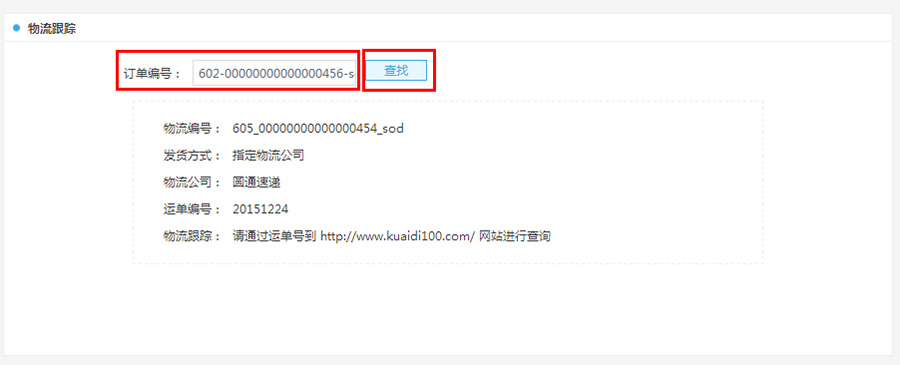 物流跟踪
订单编号： 602-00000000000000456-s 查找
物流编号： 605_00000000000000454_sod
发货方式： 指定物流公司
物流公司： 圆通速递
运单编号： 20151224
物流跟踪： 请通过运单号到 http://www.kuaidi100.com/ 网站进行查询